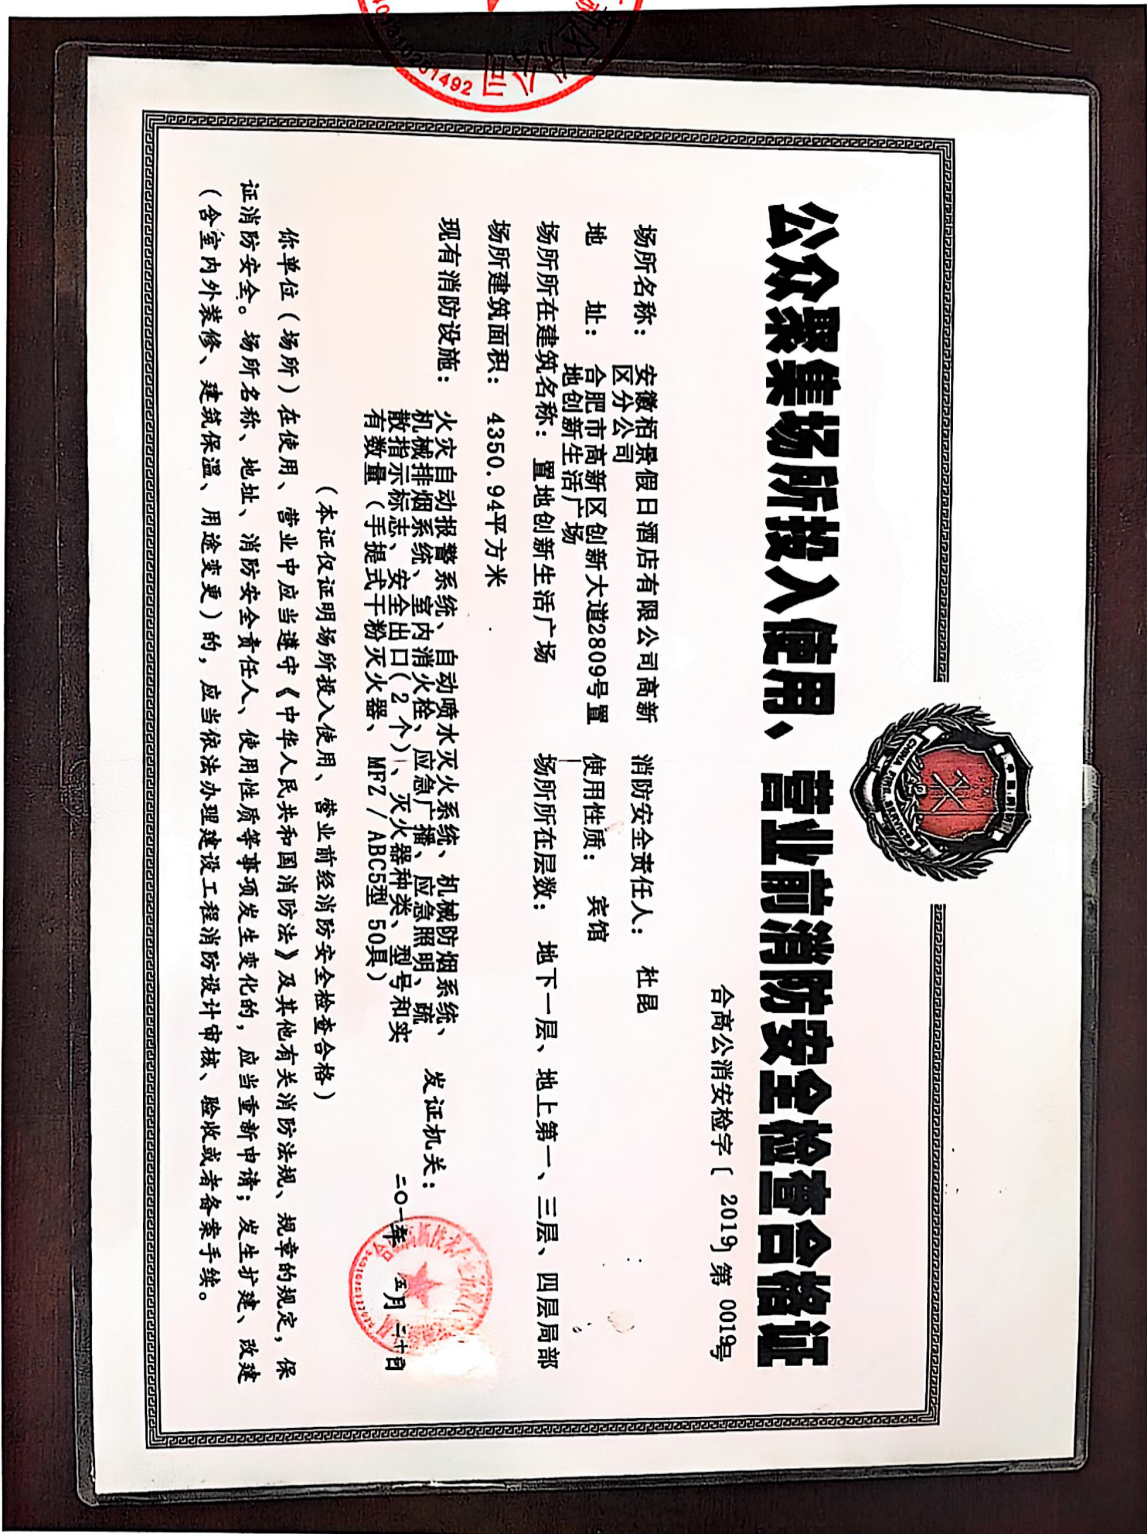 公众聚集场所投入使用、营业前消防安全检查合格证
合高公消安检字〔2019〕第 0019号
场所名称： 安徽栢景假日酒店有限公司高新
区分公司
消防安全责任人： 杜昆
地 址： 合肥市高新区创新大道2809号置
地创新生活广场
使用性质： 宾馆
场所所在建筑名称： 置地创新生活广场
场所所在层数： 地下一层、地上第一、三层、四层局部
场所建筑面积： 4350.94平方米
现有消防设施： 火灾自动报警系统、自动喷水灭火系统、机械防烟系统、
机械排烟系统、室内消火栓、应急广播、应急照明、疏
散指示标志、安全出口（2个）、灭火器种类、型号和实
有数量（手提式干粉灭火器、MFZ/ABC5型 50具）
发证机关：
五月二十日
（本证仅证明场所投入使用、营业前经消防安全检查合格）
你单位（场所）在使用、营业中应当遵守《中华人民共和国消防法》及其他有关消防法规、规章的规定，保
证消防安全。场所名称、地址、消防安全责任人、使用性质等事项发生变化的，应当重新申请；发生扩建、改建
（含室内外装修、建筑保温、用途变更）的，应当依法办理建设工程消防设计审核、验收或者备案手续。
区分公司